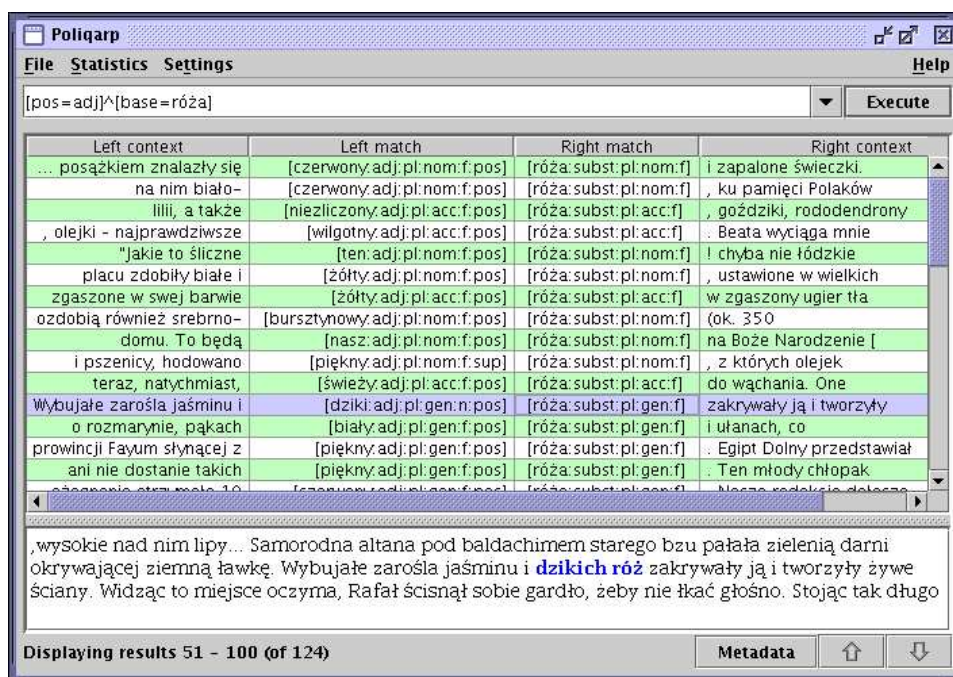 Poliqarp
File Statistics Settings Help
[pos=adj]^[base=róża] Execute
Left context Left match Right match Right context
... posążkiem znalazły się [czerwony:adj:pl:nom:f:pos] [róża:subst:pl:nom:f] i zapalone świeczki.
na nim biało- [czerwony:adj:pl:nom:f:pos] [róża:subst:pl:nom:f] , ku pamięci Polaków
lilii, a także [niezliczony:adj:pl:acc:f:pos] [róża:subst:pl:acc:f] , goździki, rododendrony
, olejki - najprawdziwsze [wilgotny:adj:pl:acc:f:pos] [róża:subst:pl:acc:f] . Beata wyciąga mnie
"Jakie to śliczne [ten:adj:pl:nom:f:pos] [róża:subst:pl:nom:f] ! chyba nie łódzkie
placu zdobiły białe i [żółty:adj:pl:nom:f:pos] [róża:subst:pl:nom:f] , ustawione w wielkich
zgaszone w swej barwie [żółty:adj:pl:acc:f:pos] [róża:subst:pl:acc:f] w zgaszony ugier tła
ozdobią również srebrno- [bursztynowy:adj:pl:nom:f:pos] [róża:subst:pl:nom:f] (ok. 350
domu. To będą [nasz:adj:pl:nom:f:pos] [róża:subst:pl:nom:f] na Boże Narodzenie [
i pszenicy, hodowano [piękny:adj:pl:nom:f:sup] [róża:subst:pl:nom:f] , z których olejek
teraz, natychmiast, [świeży:adj:pl:acc:f:pos] [róża:subst:pl:acc:f] do wąchania. One
Wybujałe zarośla jaśminu i [dziki:adj:pl:gen:n:pos] [róża:subst:pl:gen:f] zakrywały ją i tworzyły
o rozmarynie, pąkach [biały:adj:pl:gen:f:pos] [róża:subst:pl:gen:f] i ułanach, co
prowincji Fayum słynącej z [piękny:adj:pl:gen:f:pos] [róża:subst:pl:gen:f] . Egipt Dolny przedstawiał
ani nie dostanie takich [piękny:adj:pl:gen:f:pos] [róża:subst:pl:gen:f] . Ten młody chłopak
,wysokie nad nim lipy... Samorodna altana pod baldachimem starego bzu pałała zielenią darni
okrywającej ziemną ławkę. Wybujałe zarośla jaśminu i dzikich róż zakrywały ją i tworzyły żywe
ściany. Widząc to miejsce oczyma, Rafał ścisnął sobie gardło, żeby nie łkać głośno. Stojąc tak długo
Displaying results 51 - 100 (of 124) Metadata